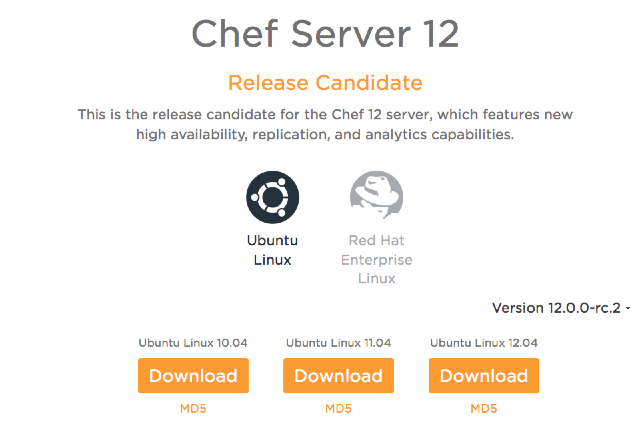 Chef Server 12
Release Candidate
This is the release candidate for the Chef 12 server, which features new
high availability, replication, and analytics capabilities.
Ubuntu
Linux
Red Hat
Enterprise
Linux
Version 12.0.0-rc.2
Ubuntu Linux 10.04
Ubuntu Linux 11.04
Ubuntu Linux 12.04
Download
Download
Download
MD5
MD5
MD5